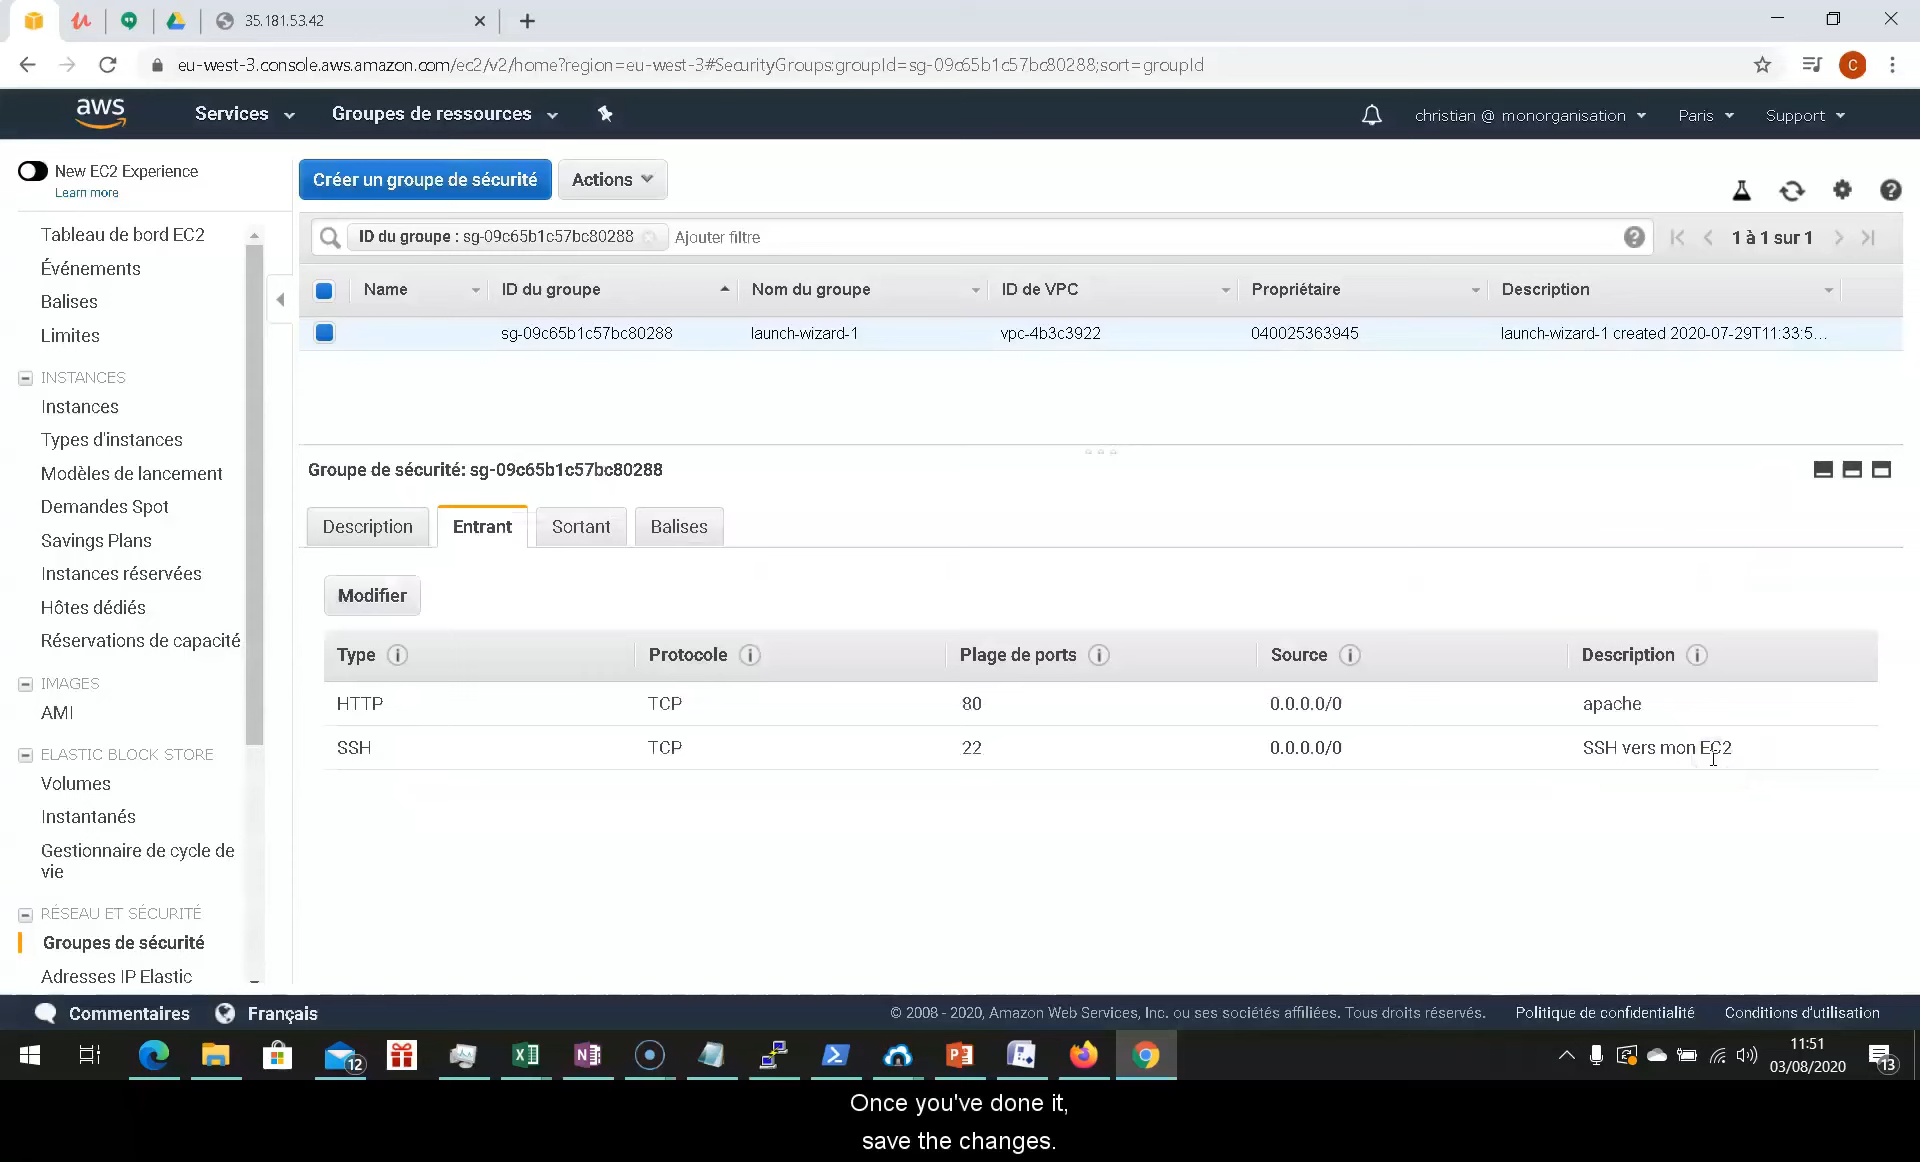 35.181.53.42
eu-west-3.console.aws.amazon.com/ec2/v2/home?region=eu-west-3#SecurityGroups:groupId=sg-09c65b1c57bc80288;sort=groupId
C
aws Services Groupes de ressources christian @ monorganisation Paris Support
New EC2 Experience
Learn more
Tableau de bord EC2
Événements
Balises
Limites
INSTANCES
Instances
Types d'instances
Modèles de lancement
Demandes Spot
Savings Plans
Instances réservées
Hôtes dédiés
Réservations de capacité
IMAGES
AMI
ELASTIC BLOCK STORE
Volumes
Instantanés
Gestionnaire de cycle de
vie
RÉSEAU ET SÉCURITÉ
Groupes de sécurité
Adresses IP Elastic
Créer un groupe de sécurité Actions
ID du groupe : sg-09c65b1c57bc80288 Ajouter filtre 1 à 1 sur 1
Name ID du groupe Nom du groupe ID de VPC Propriétaire Description
sg-09c65b1c57bc80288 launch-wizard-1 vpc-4b3c3922 040025363945 launch-wizard-1 created 2020-07-29T11:33:5...
Groupe de sécurité: sg-09c65b1c57bc80288
Description Entrant Sortant Balises
Modifier
Type Protocole Plage de ports Source Description
HTTP TCP 80 0.0.0.0/0 apache
SSH TCP 22 0.0.0.0/0 SSH vers mon EC2
Commentaires Français © 2008 - 2020, Amazon Web Services, Inc. ou ses sociétés affiliées. Tous droits réservés. Politique de confidentialité Conditions d'utilisation
12
11:51
03/08/2020
13
Once you've done it,
save the changes.